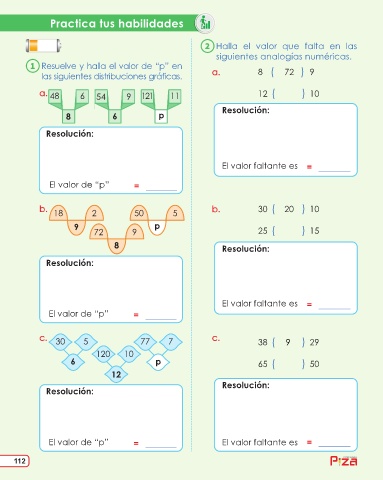 Practica tus habilidades
1 Resuelve y halla el valor de “p” en
las siguientes distribuciones gráficas.
a. 48 6 54 9 121 11
8 6 p
Resolución:
El valor de “p” = ______
b. 18 2 50 5
9 72 9 p
8
Resolución:
El valor de “p” = ______
c. 30 5 77 7
6 120 10 p
12
Resolución:
El valor de “p” = ______
2 Halla el valor que falta en las
siguientes analogías numéricas.
a. 8 ( 72 ) 9
12 ( ) 10
Resolución:
El valor faltante es = ______
b. 30 ( 20 ) 10
25 ( ) 15
Resolución:
El valor faltante es = ______
c. 38 ( 9 ) 29
65 ( ) 50
Resolución:
El valor faltante es = ______
112
Pizza